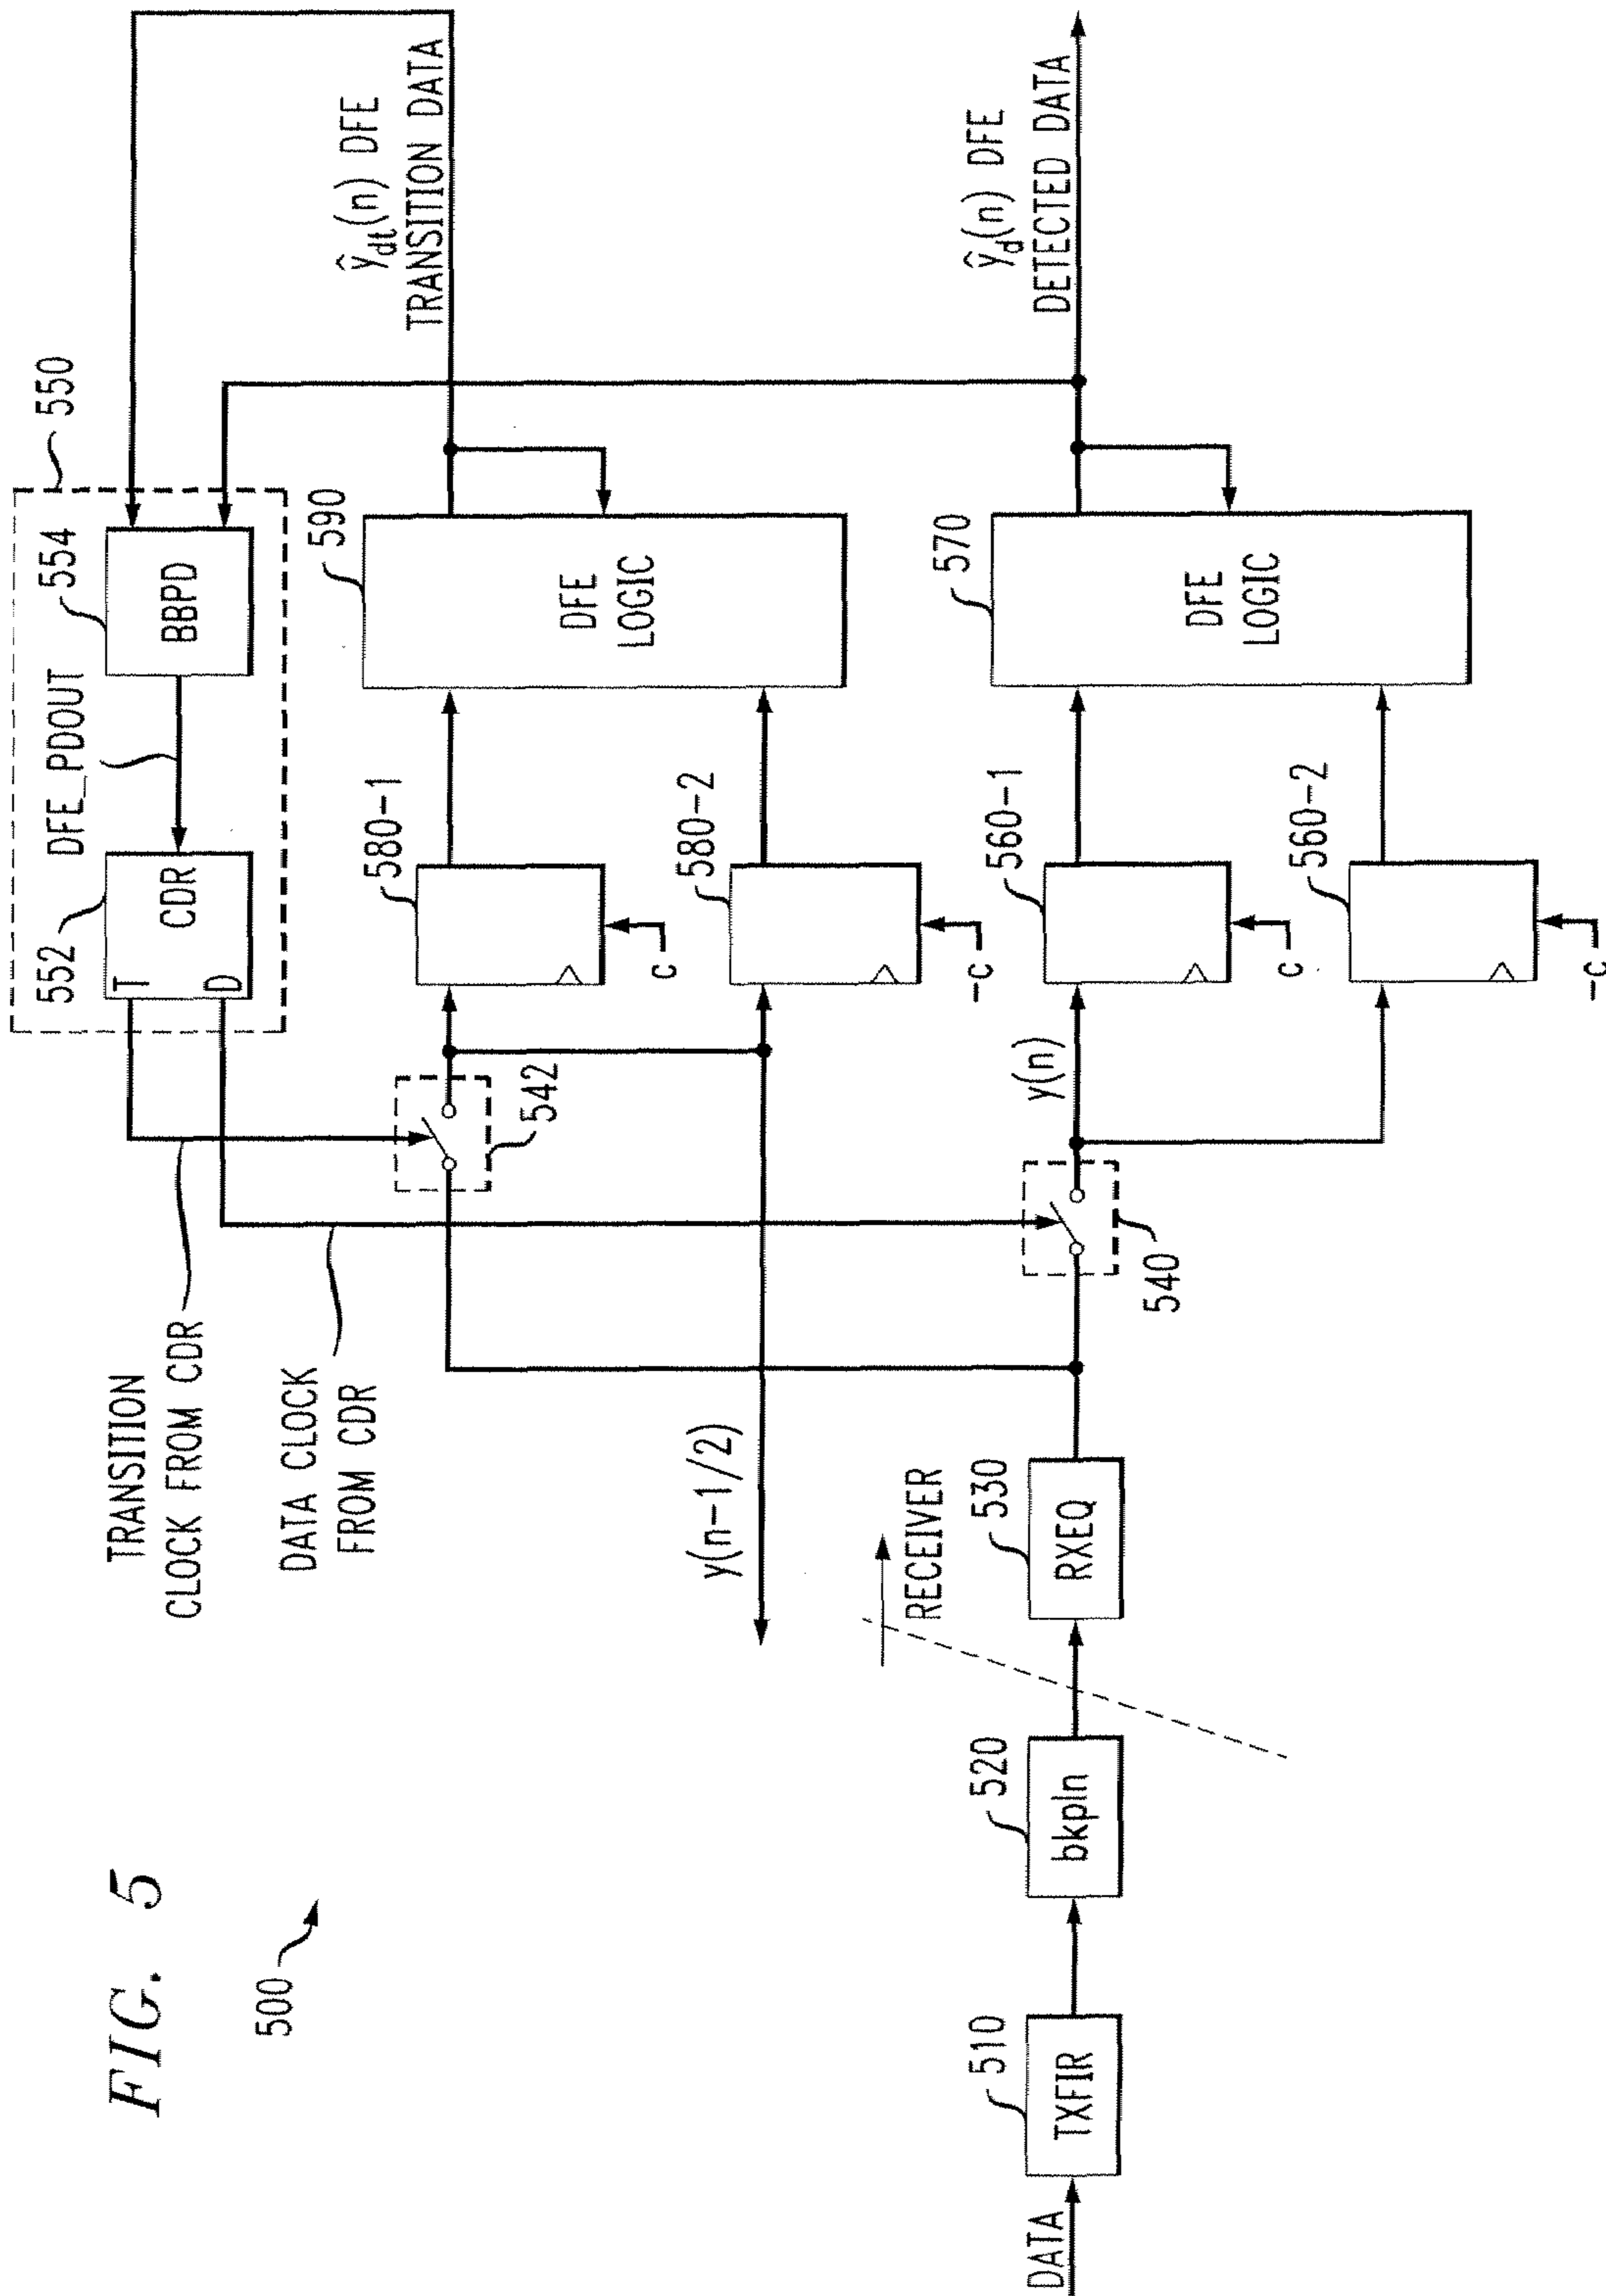 FIG. 5
500
TRANSITION
CLOCK FROM CDR
DATA CLOCK
FROM CDR
552
T
D
CDR
DFE_PDOUT
554
BBPD
550
542
580-1
c
580-2
-c
590
DFE
LOGIC
ŷdt(n) DFE
TRANSITION DATA
y(n-1/2)
RECEIVER
DATA
510
TXFIR
520
bkpln
530
RXEQ
540
y(n)
560-1
c
560-2
-c
570
DFE
LOGIC
ŷd(n) DFE
DETECTED DATA